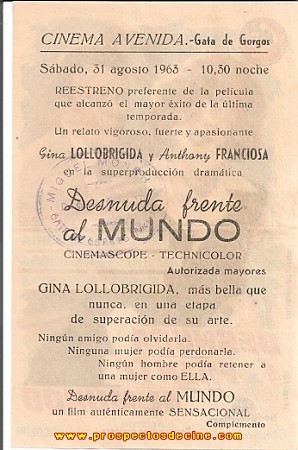 CINEMA AVENIDA.-Gata de Gorgos
Sábado, 31 agosto 1963 - 10,30 noche
REESTRENO preferente de la película
que alcanzó el mayor éxito de la última
temporada.
Un relato vigoroso, fuerte y apasionante
Gina LOLLOBRIGIDA y Anthony FRANCIOSA
en la superproducción dramática
MIGUEL
Desnuda frente
al MUNDO
CINEMASCOPE - TECHNICOLOR
Autorizada mayores
GINA LOLLOBRIGIDA, más bella que
nunca, en una etapa
de superación de su arte.
Ningún amigo podía olvidarla.
Ninguna mujer podía perdonarla.
Ningún hombre podía retener a
una mujer como ELLA.
Desnuda frente al MUNDO
un film auténticamente SENSACIONAL
Complemento
www.prospectosdecine.com